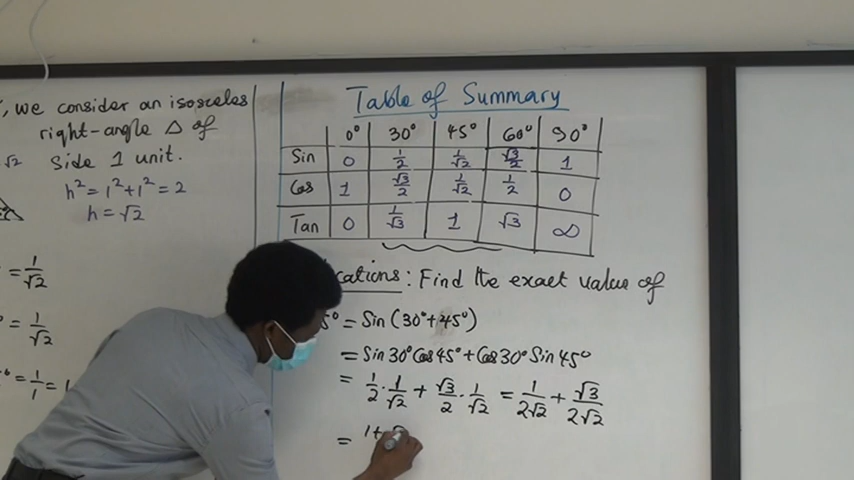 , we consider an isosceles
right-angle Δ of
√2 side 1 unit.
h² = 1² + 1² = 2
h = √2
= 1/√2
= 1/√2
= 1/1 = 1
Table of Summary
0° 30° 45° 60° 90°
Sin 0 1/2 1/√2 √3/2 1
Cos 1 √3/2 1/√2 1/2 0
Tan 0 1/√3 1 √3 ∞
: Find the exact value of
5° = Sin (30° + 45°)
= Sin 30° Cos 45° + Cos 30° Sin 45°
= 1/2 · 1/√2 + √3/2 · 1/√2 = 1/2√2 + √3/2√2
= 1 +